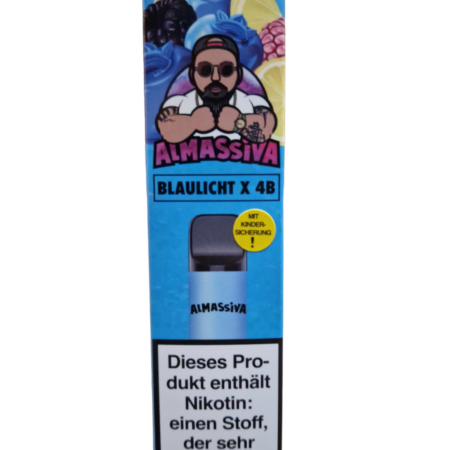 ALMASSIVA
BLAULICHT X 4B
MIT
KINDER-
SICHERUNG
!
ALMASSIVA
Dieses Pro-
dukt enthält
Nikotin:
einen Stoff,
der sehr